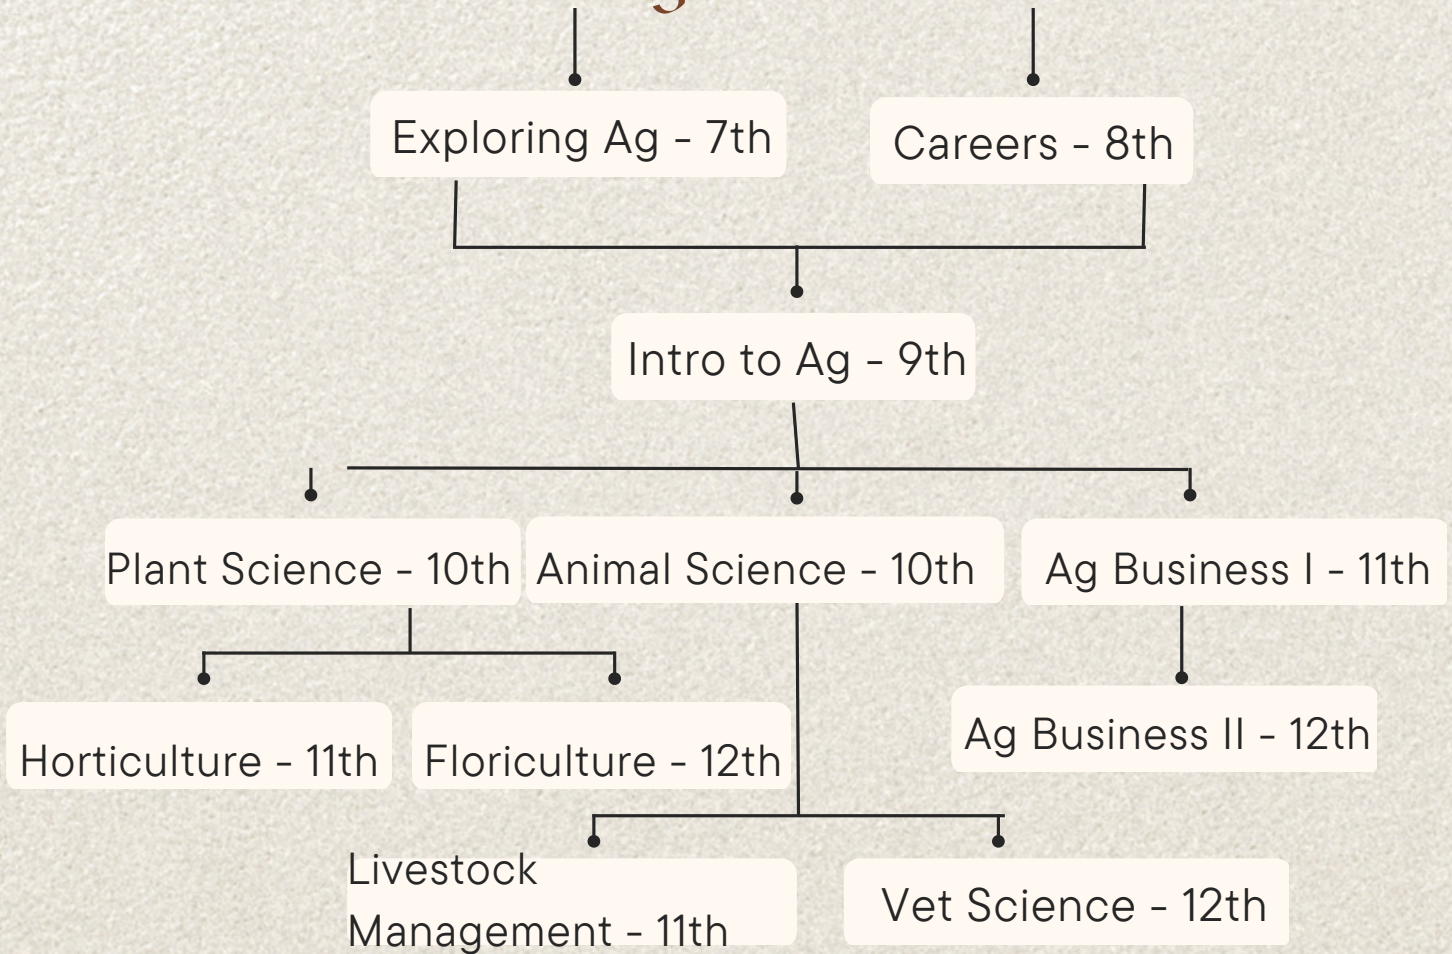 Exploring Ag - 7th
Careers - 8th
Intro to Ag - 9th
Plant Science - 10th
Animal Science - 10th
Ag Business I - 11th
Horticulture - 11th
Floriculture - 12th
Ag Business II - 12th
Livestock
Management - 11th
Vet Science - 12th